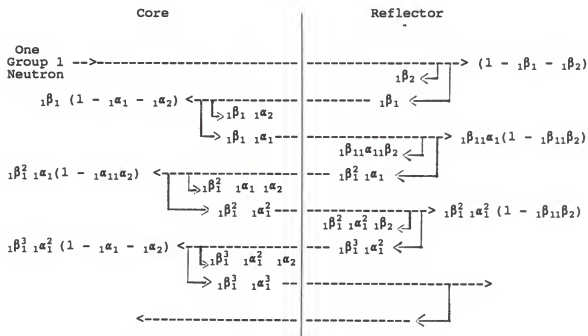 Core Reflector
One
Group 1
Neutron
(1 - ₁β₁ - ₁β₂)
₁β₂
₁β₁ (1 - ₁α₁ - ₁α₂)
₁β₁
₁β₁ ₁α₂
₁β₁ ₁α₁
₁β₁₁α₁(1 - ₁β₁₁β₂)
₁β₁₁α₁₁β₂
₁β₁² ₁α₁(1 - ₁α₁₁α₂)
₁β₁² ₁α₁
₁β₁² ₁α₁ ₁α₂
₁β₁² ₁α₁²
₁β₁² ₁α₁² (1 - ₁β₁₁β₂)
₁β₁² ₁α₁² ₁β₂
₁β₁³ ₁α₁² (1 - ₁α₁ - ₁α₂)
₁β₁³ ₁α₁²
₁β₁³ ₁α₁² ₁α₂
₁β₁³ ₁α₁³